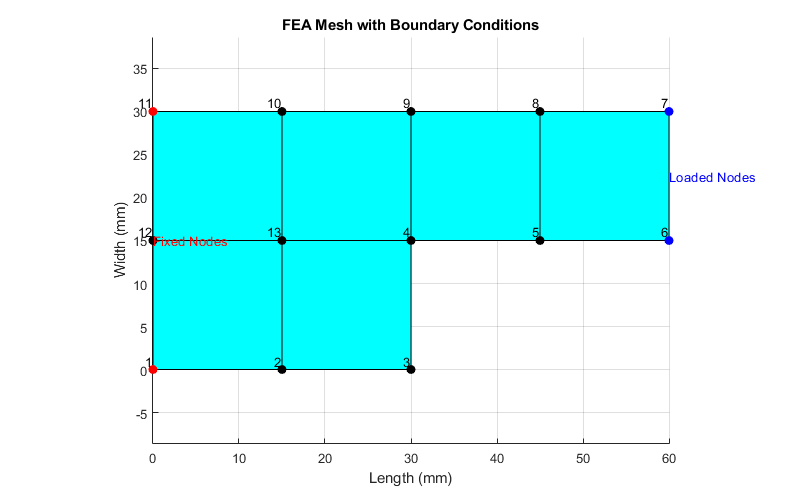 FEA Mesh with Boundary Conditions
35
11 10 9 8 7
30
25
Loaded Nodes
20
12 13 4 5 6
15 Fixed Nodes
Width (mm)
10
5
1 2 3
0
-5
0 10 20 30 40 50 60
Length (mm)